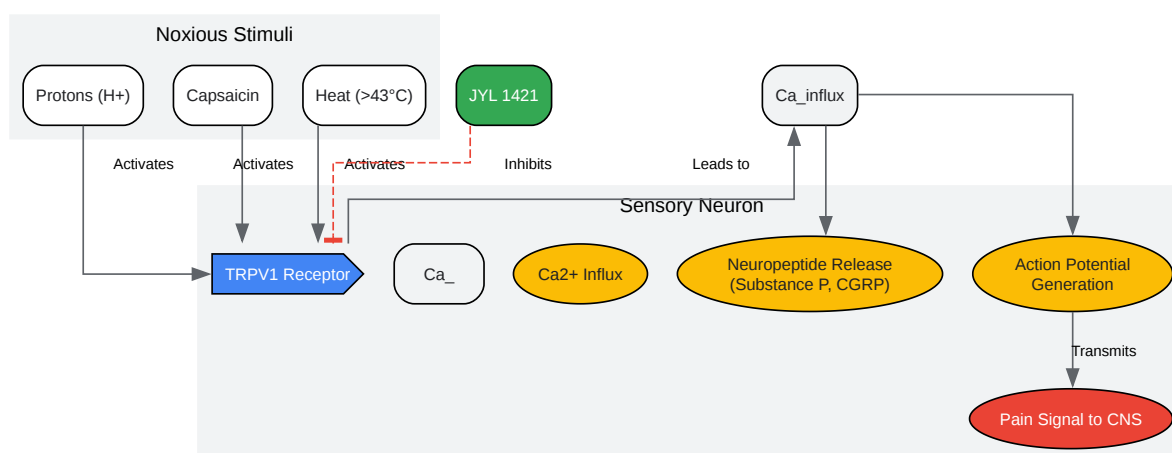 Noxious Stimuli
Protons (H+)
Capsaicin
Heat (>43°C)
JYL 1421
Ca_influx
Activates
Activates
Activates
Inhibits
Leads to
Sensory Neuron
TRPV1 Receptor
Ca_
Ca2+ Influx
Neuropeptide Release
(Substance P, CGRP)
Action Potential
Generation
Transmits
Pain Signal to CNS